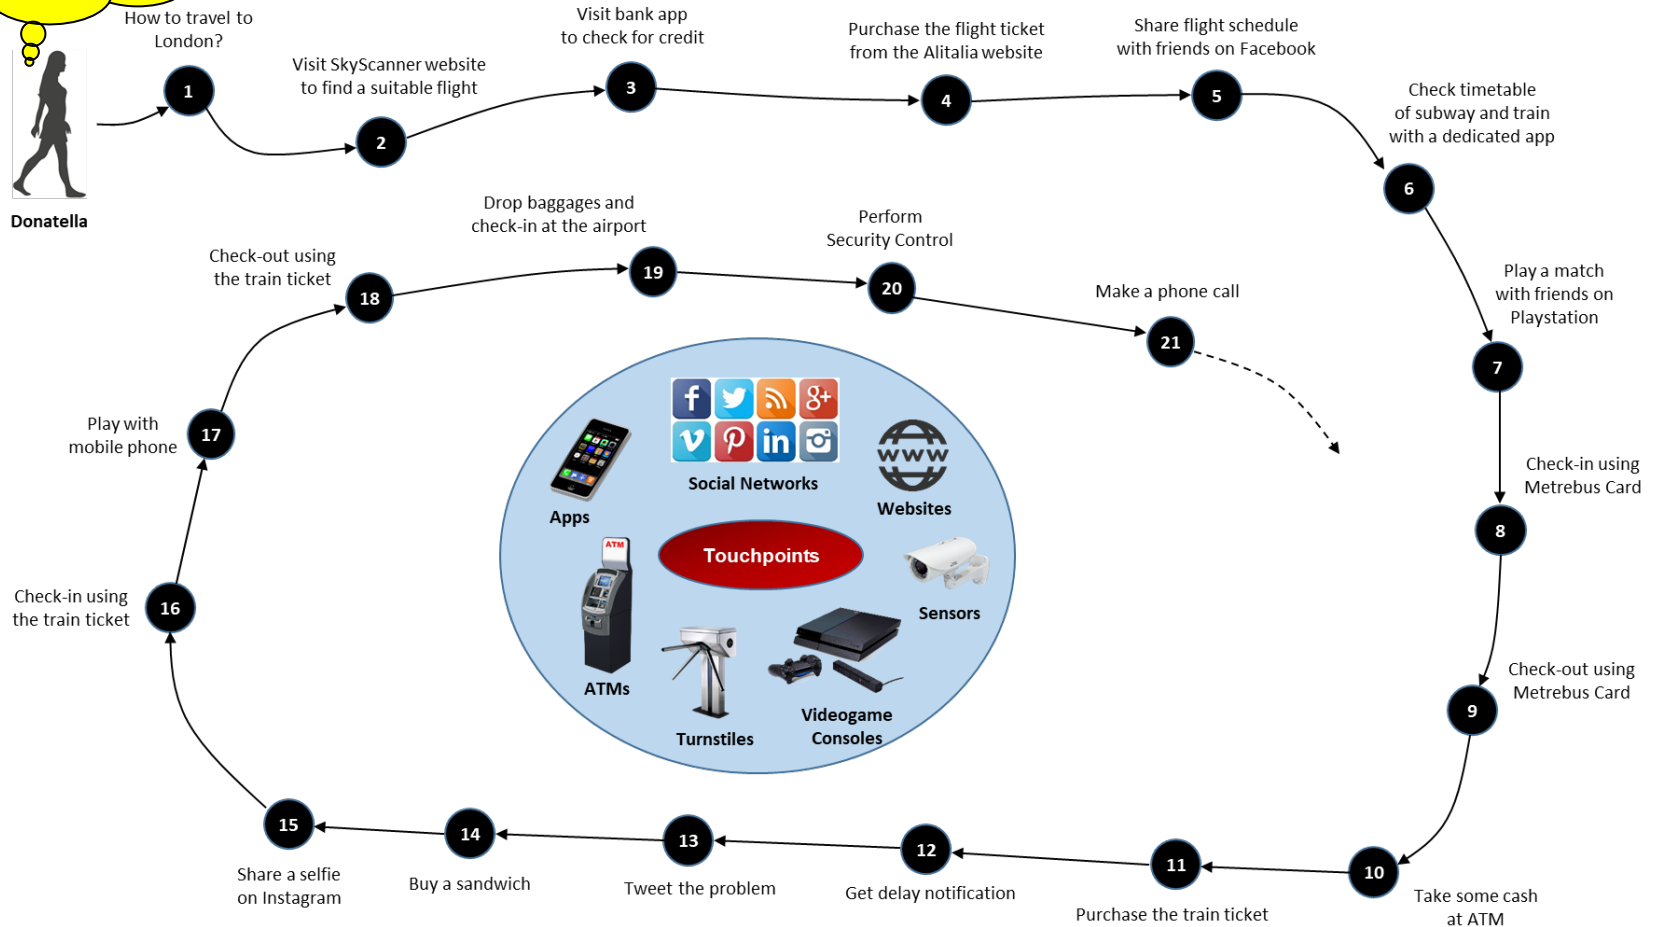 How to travel to
London?
1
Visit SkyScanner website
to find a suitable flight
2
Visit bank app
to check for credit
3
Purchase the flight ticket
from the Alitalia website
4
Share flight schedule
with friends on Facebook
5
Check timetable
of subway and train
with a dedicated app
6
Donatella
Play a match
with friends on
Playstation
7
Check-in using
Metrebus Card
8
Check-out using
Metrebus Card
9
Take some cash
at ATM
10
Purchase the train ticket
11
Get delay notification
12
Tweet the problem
13
Buy a sandwich
14
Share a selfie
on Instagram
15
Check-in using
the train ticket
16
Play with
mobile phone
17
Check-out using
the train ticket
18
Drop baggages and
check-in at the airport
19
Perform
Security Control
20
Make a phone call
21
f
g+
v
p
in
Social Networks
Apps
www
Websites
Touchpoints
ATM
ATMs
Sensors
Turnstiles
Videogame
Consoles